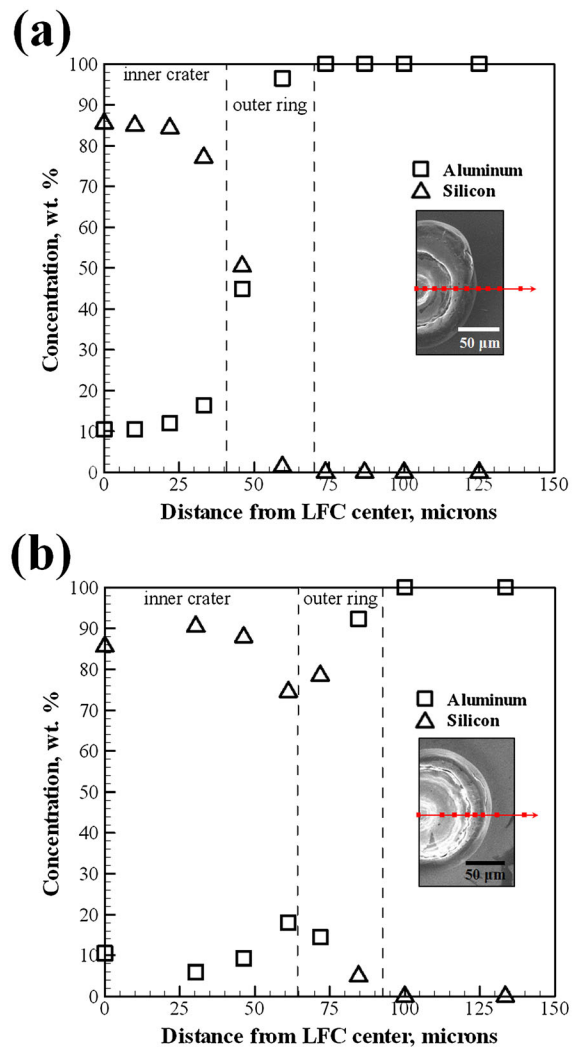 (a)
100
90
80
70
60
50
40
30
20
10
0
Concentration, wt. %
inner crater
outer ring
Aluminum
Silicon
50 μm
0 25 50 75 100 125 150
Distance from LFC center, microns
(b)
100
90
80
70
60
50
40
30
20
10
0
Concentration, wt. %
inner crater outer ring
Aluminum
Silicon
50 μm
0 25 50 75 100 125 150
Distance from LFC center, microns